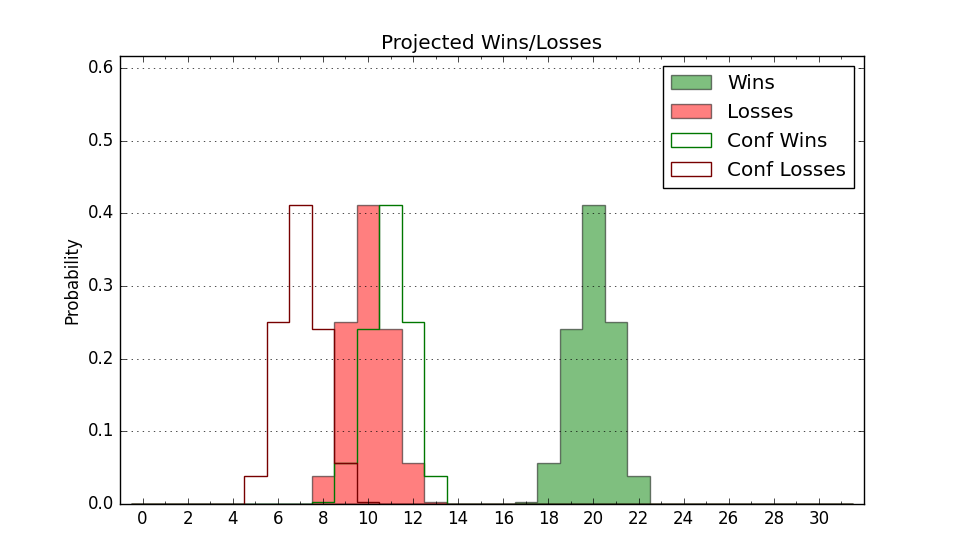 Projected Wins/Losses
Wins
Losses
Conf Wins
Conf Losses
Probability
0.6
0.5
0.4
0.3
0.2
0.1
0.0
0 2 4 6 8 10 12 14 16 18 20 22 24 26 28 30